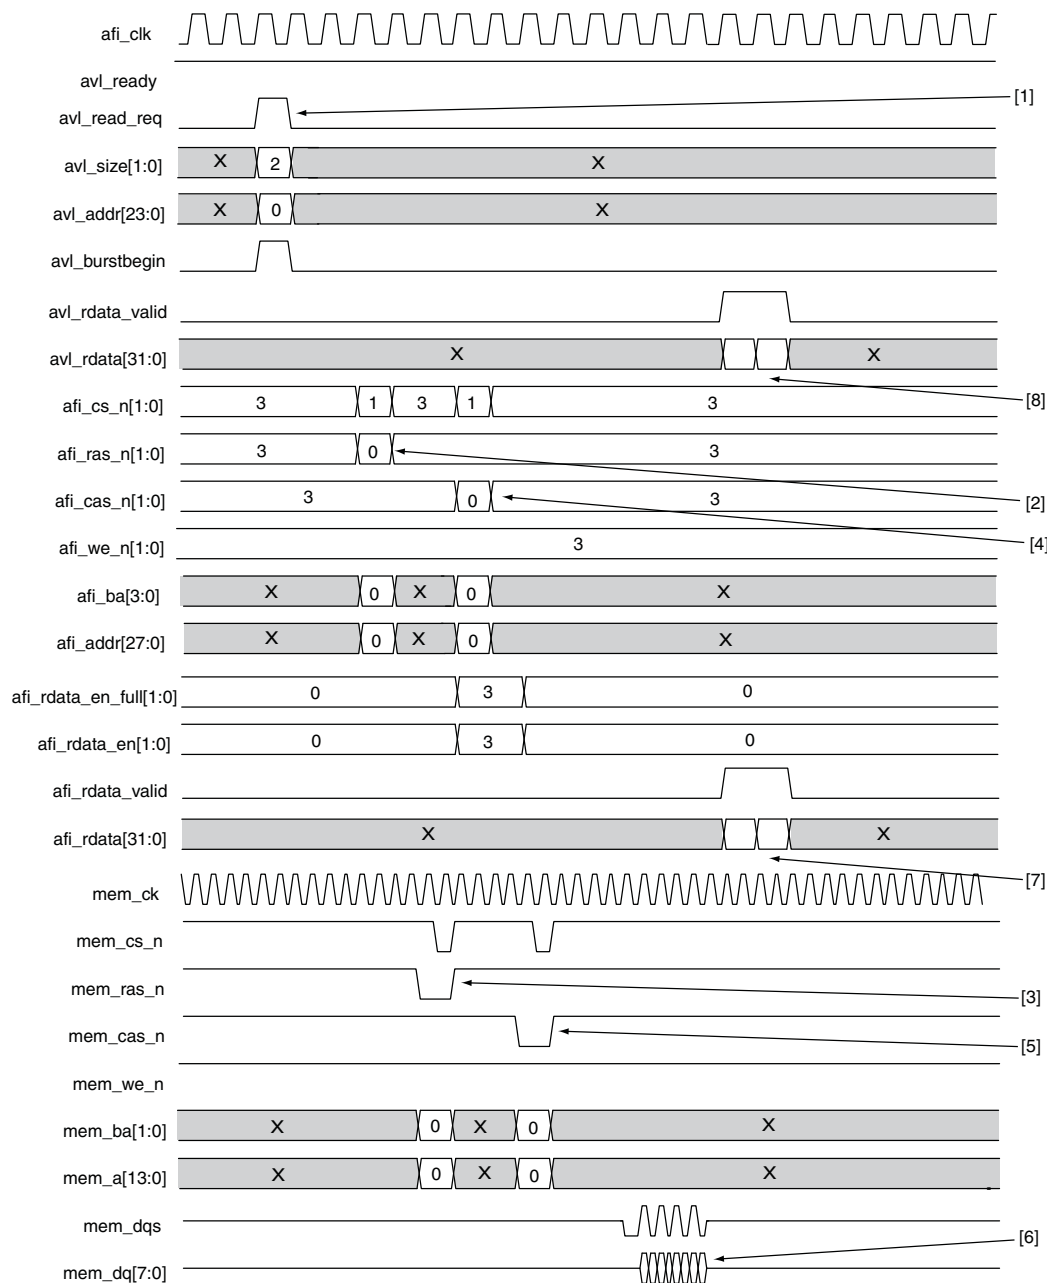 afi_clk
avl_ready
[1]
avl_read_req
avl_size[1:0] X 2 X
avl_addr[23:0] X 0 X
avl_burstbegin
avl_rdata_valid
avl_rdata[31:0] X X
[8]
afi_cs_n[1:0] 3 1 3 1 3
afi_ras_n[1:0] 3 0 3
afi_cas_n[1:0] 3 0 3
[2]
[4]
afi_we_n[1:0] 3
afi_ba[3:0] X 0 X 0 X
afi_addr[27:0] X 0 X 0 X
afi_rdata_en_full[1:0] 0 3 0
afi_rdata_en[1:0] 0 3 0
afi_rdata_valid
afi_rdata[31:0] X X
[7]
mem_ck
mem_cs_n
mem_ras_n
[3]
mem_cas_n
[5]
mem_we_n
mem_ba[1:0] X 0 X 0 X
mem_a[13:0] X 0 X 0 X
mem_dqs
[6]
mem_dq[7:0]